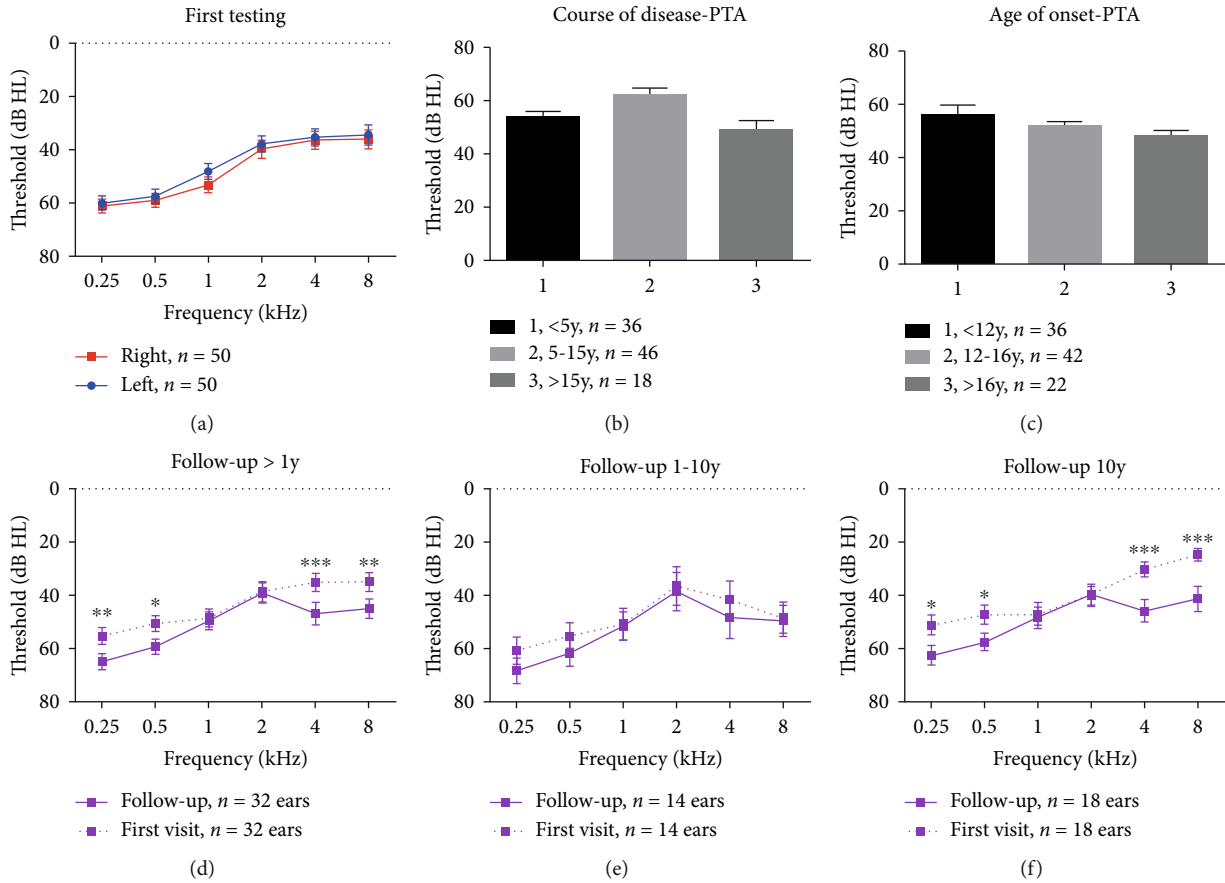 First testing
0
20
40
60
80
Threshold (dB HL)
0.25 0.5 1 2 4 8
Frequency (kHz)
Right, n = 50
Left, n = 50
(a)
Course of disease-PTA
80
60
40
20
0
Threshold (dB HL)
1 2 3
1, <5y, n = 36
2, 5-15y, n = 46
3, >15y, n = 18
(b)
Age of onset-PTA
80
60
40
20
0
Threshold (dB HL)
1 2 3
1, <12y, n = 36
2, 12-16y, n = 42
3, >16y, n = 22
(c)
Follow-up > 1y
0
20
40
60
80
Threshold (dB HL)
** * *** **
0.25 0.5 1 2 4 8
Frequency (kHz)
Follow-up, n = 32 ears
First visit, n = 32 ears
(d)
Follow-up 1-10y
0
20
40
60
80
Threshold (dB HL)
0.25 0.5 1 2 4 8
Frequency (kHz)
Follow-up, n = 14 ears
First visit, n = 14 ears
(e)
Follow-up 10y
0
20
40
60
80
Threshold (dB HL)
* * *** ***
0.25 0.5 1 2 4 8
Frequency (kHz)
Follow-up, n = 18 ears
First visit, n = 18 ears
(f)